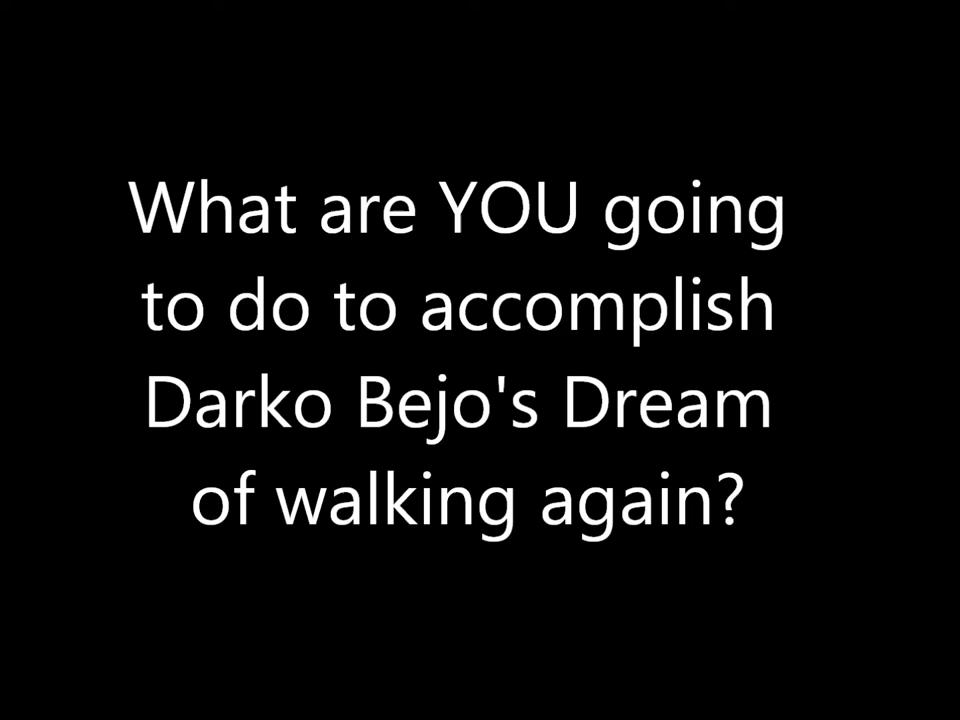 What are YOU going
to do to accomplish
Darko Bejo's Dream
of walking again?